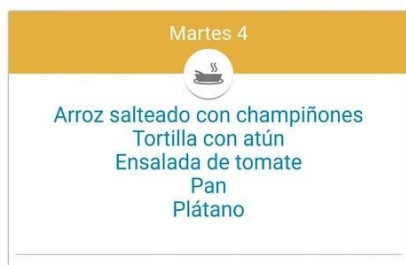 Martes 4
Arroz salteado con champiñones
Tortilla con atún
Ensalada de tomate
Pan
Plátano